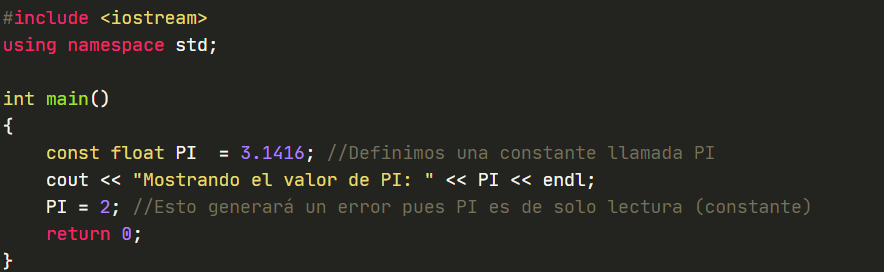 #include <iostream>
using namespace std;
int main()
{
    const float PI  = 3.1416; //Definimos una constante llamada PI
    cout << "Mostrando el valor de PI: " << PI << endl;
    PI = 2; //Esto generará un error pues PI es de solo lectura (constante)
    return 0;
}